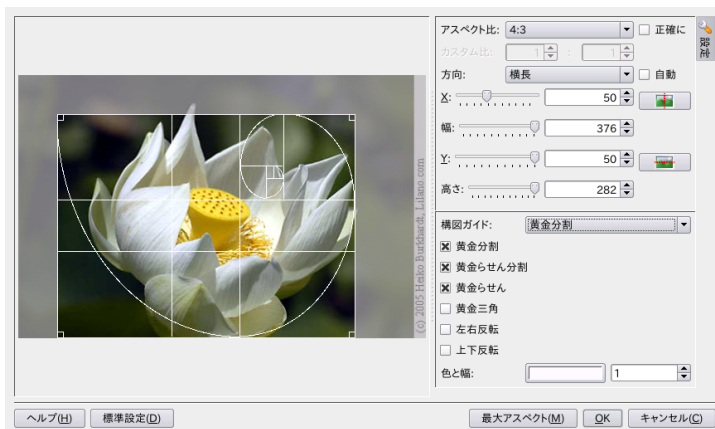 アスペクト比: 4:3 正確に
カスタム比: 1 : 1
方向: 横長 自動
X: 50
幅: 376
Y: 50
高さ: 282
構図ガイド: 黄金分割
黄金分割
黄金らせん分割
黄金らせん
黄金三角
左右反転
上下反転
色と幅: 1
設定
(c) 2005 Heiko Burkhardt, Lilano.com
ヘルプ(H) 標準設定(D) 最大アスペクト(M) OK キャンセル(C)